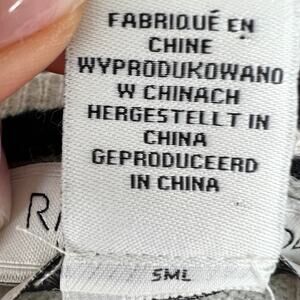 FABRIQUÉ EN
CHINE
WYPRODUKOWANO
W CHINACH
HERGESTELLT IN
CHINA
GEPRODUCEERD
IN CHINA
SML